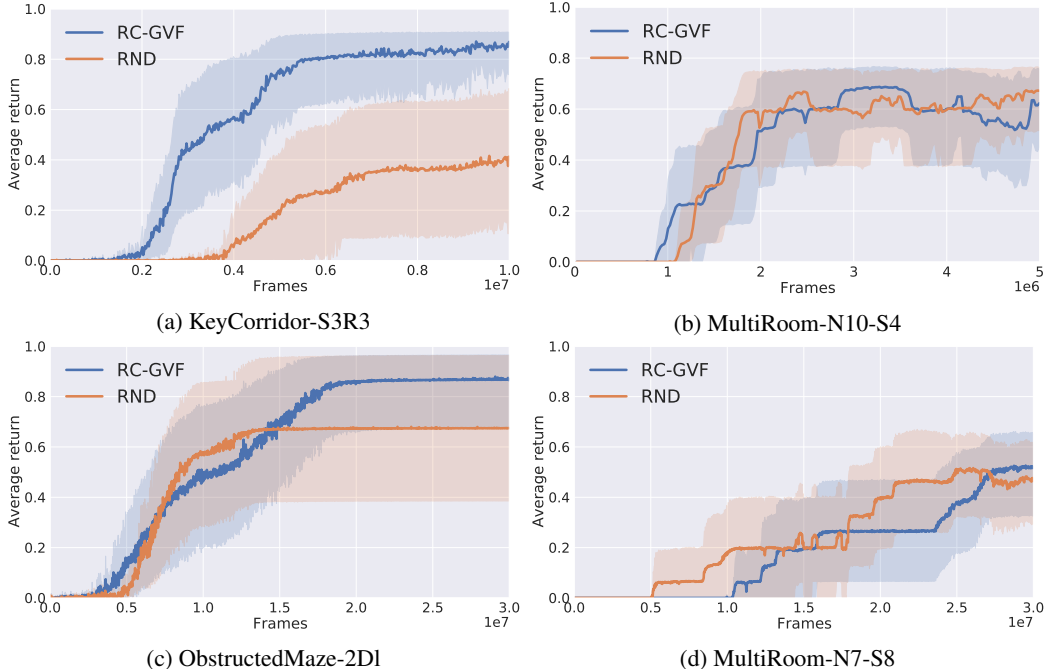 1.0
0.8
0.6
0.4
0.2
0.0
Average return
RC-GVF
RND
0.0
0.2
0.4
0.6
0.8
1.0
Frames
1e7
(a) KeyCorridor-S3R3
1.0
0.8
0.6
0.4
0.2
0.0
Average return
RC-GVF
RND
0
1
2
3
4
5
Frames
1e6
(b) MultiRoom-N10-S4
1.0
0.8
0.6
0.4
0.2
0.0
Average return
RC-GVF
RND
0.0
0.5
1.0
1.5
2.0
2.5
3.0
Frames
1e7
(c) ObstructedMaze-2Dl
1.0
0.8
0.6
0.4
0.2
0.0
Average return
RC-GVF
RND
0.0
0.5
1.0
1.5
2.0
2.5
3.0
Frames
1e7
(d) MultiRoom-N7-S8